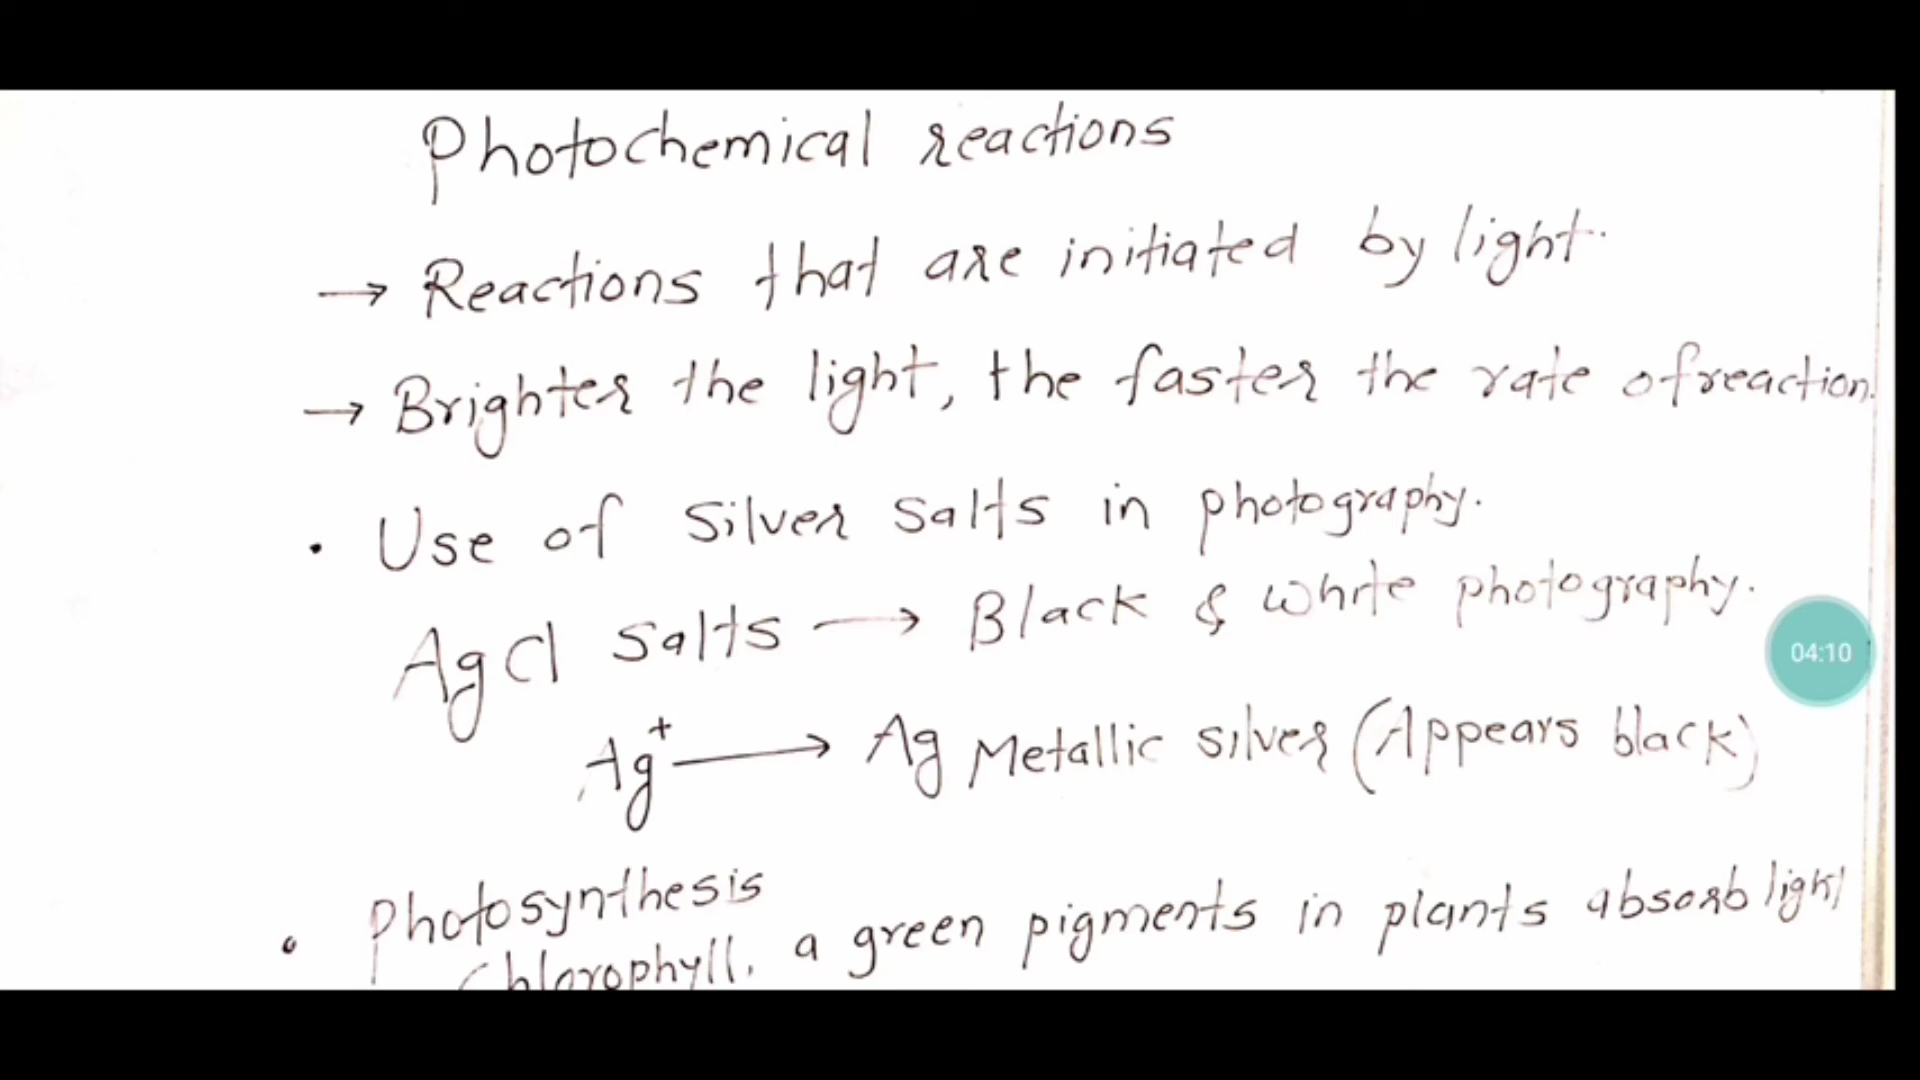 Photochemical reactions
→ Reactions that are initiated by light.
→ Brighter the light, the faster the rate of reaction.
• Use of Silver Salts in photography.
AgCl Salts → Black & white photography.
04:10
Ag⁺ → Ag Metallic silver (Appears black)
• Photosynthesis
Chlorophyll, a green pigments in plants absorb light